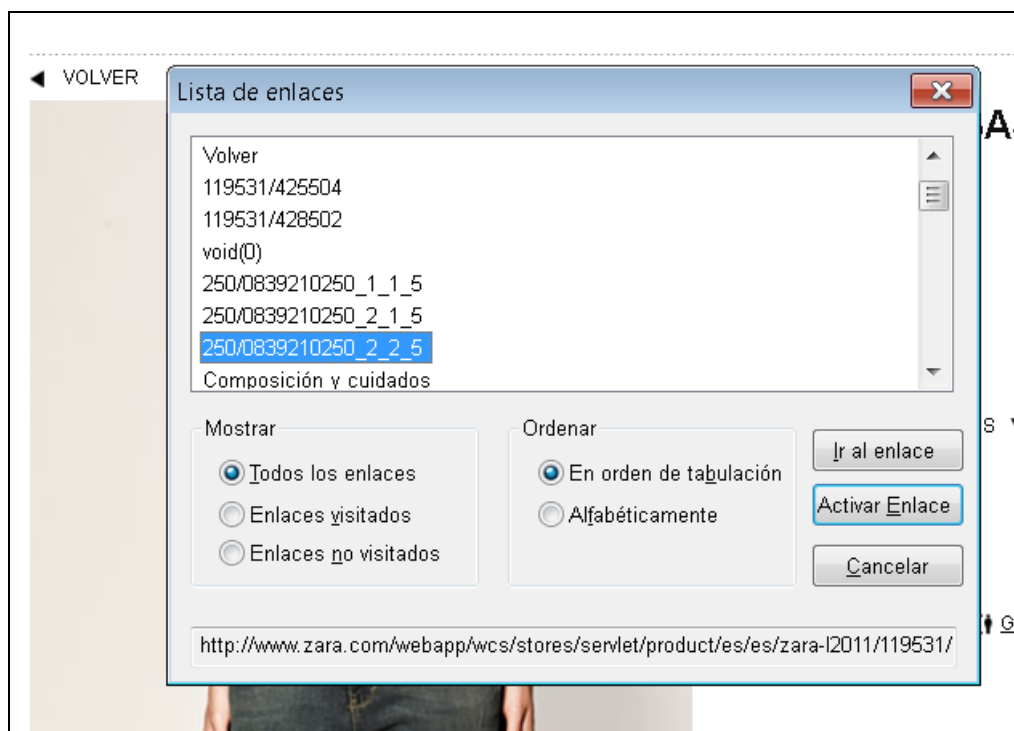 VOLVER
Lista de enlaces
Volver
119531/425504
119531/428502
void(0)
250/0839210250_1_1_5
250/0839210250_2_1_5
250/0839210250_2_2_5
Composición y cuidados
Mostrar
Todos los enlaces
Enlaces visitados
Enlaces no visitados
Ordenar
En orden de tabulación
Alfabéticamente
Ir al enlace
Activar Enlace
Cancelar
http://www.zara.com/webapp/wcs/stores/servlet/product/es/es/zara-I2011/119531/
S
G